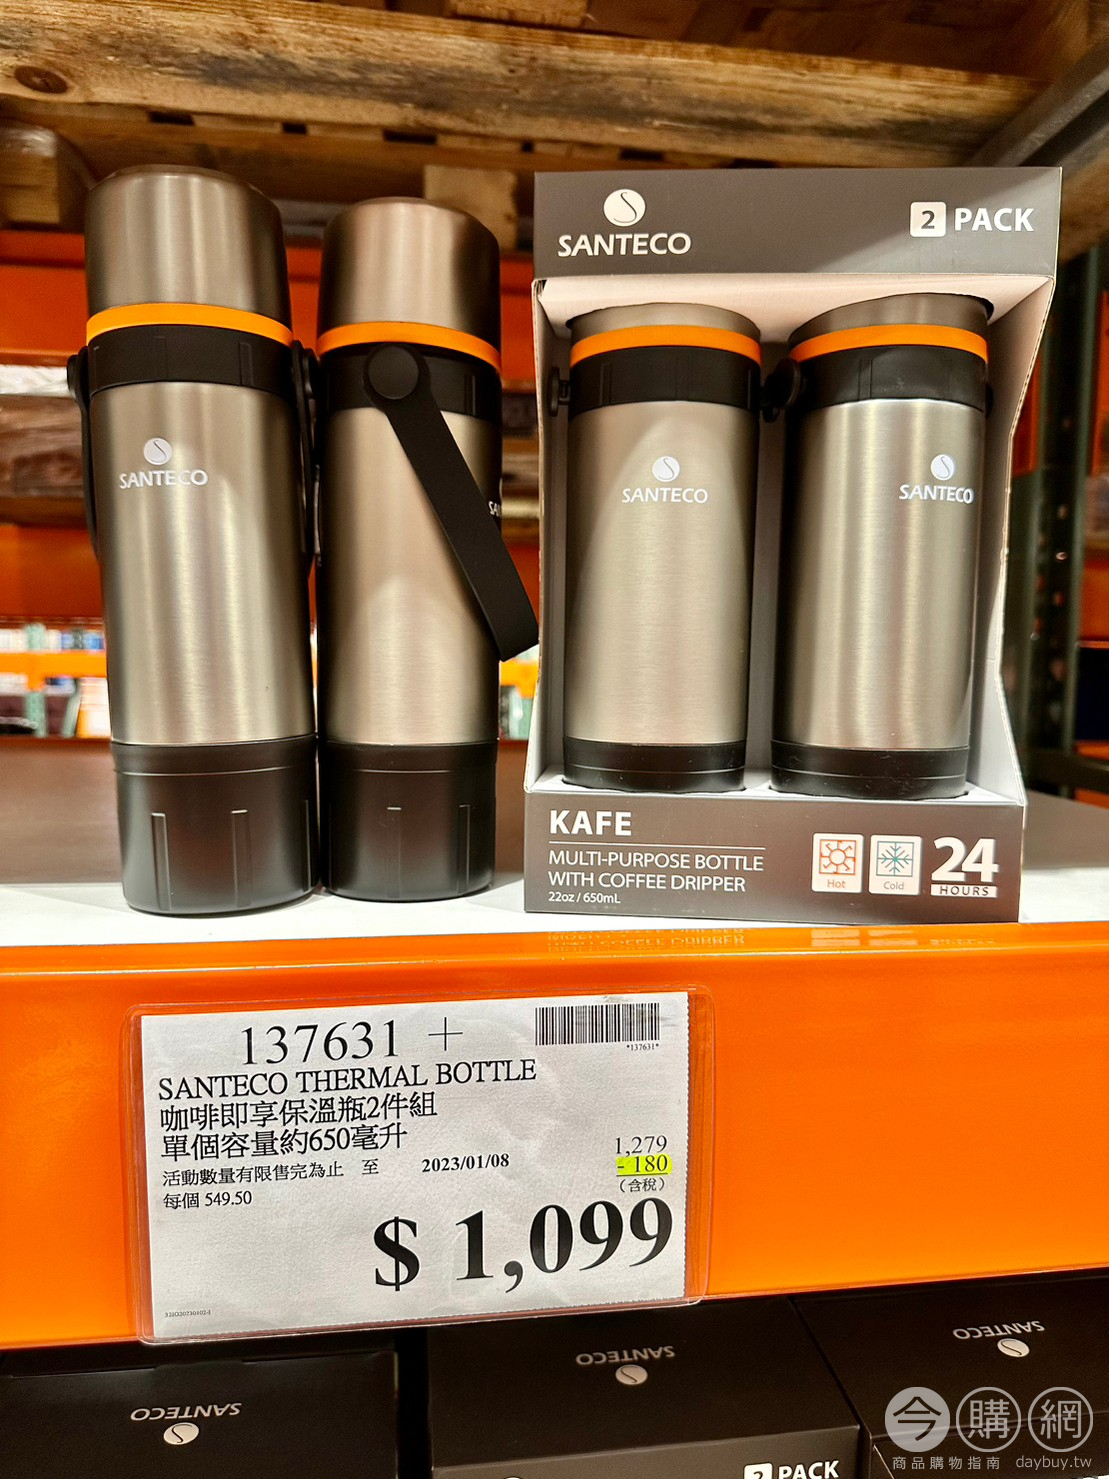 SANTECO
2 PACK
SANTECO
SANTECO
SANTECO
KAFE
MULTI-PURPOSE BOTTLE
WITH COFFEE DRIPPER
22oz / 650mL
Hot
Cold
24
HOURS
137631 +
*137631*
SANTECO THERMAL BOTTLE
咖啡即享保溫瓶2件組
單個容量約650毫升
1,279
活動數量有限售完為止 至 2023/01/08
- 180
每個 549.50
(含稅)
$ 1,099
SANTECO
SANTECO
SANTECO
2 PACK
今購網
商品購物指南 daybuy.tw